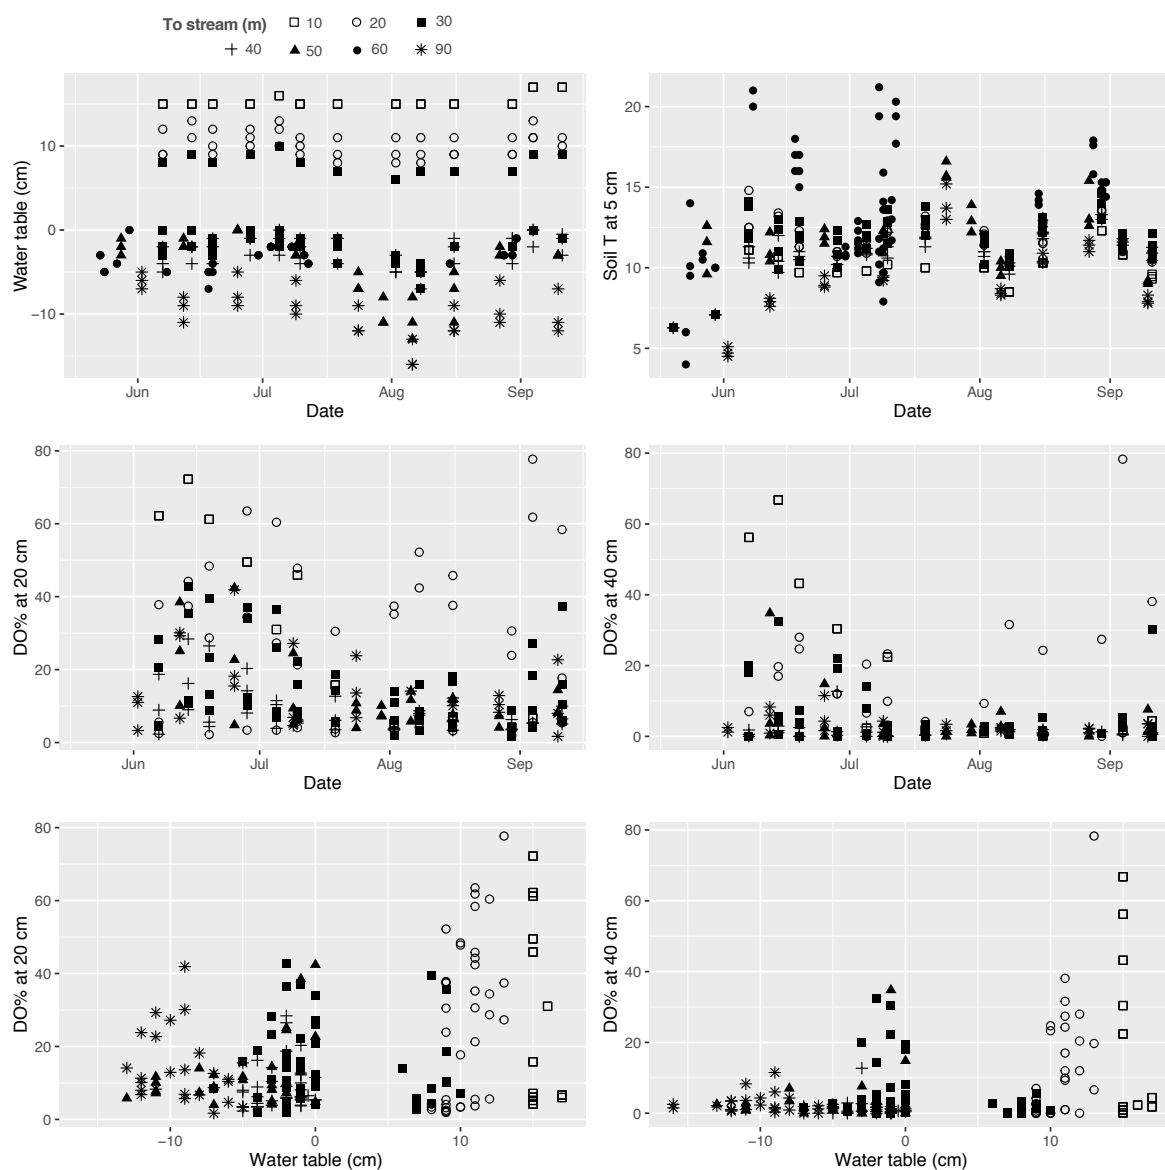 To stream (m) 10 20 30
40 50 60 90
Water table (cm)
10
0
−10
Jun Jul Aug Sep
Date
Soil T at 5 cm
20
15
10
5
Jun Jul Aug Sep
Date
DO% at 20 cm
80
60
40
20
0
Jun Jul Aug Sep
Date
DO% at 40 cm
80
60
40
20
0
Jun Jul Aug Sep
Date
DO% at 20 cm
80
60
40
20
0
−10 0 10
Water table (cm)
DO% at 40 cm
80
60
40
20
0
−10 0 10
Water table (cm)